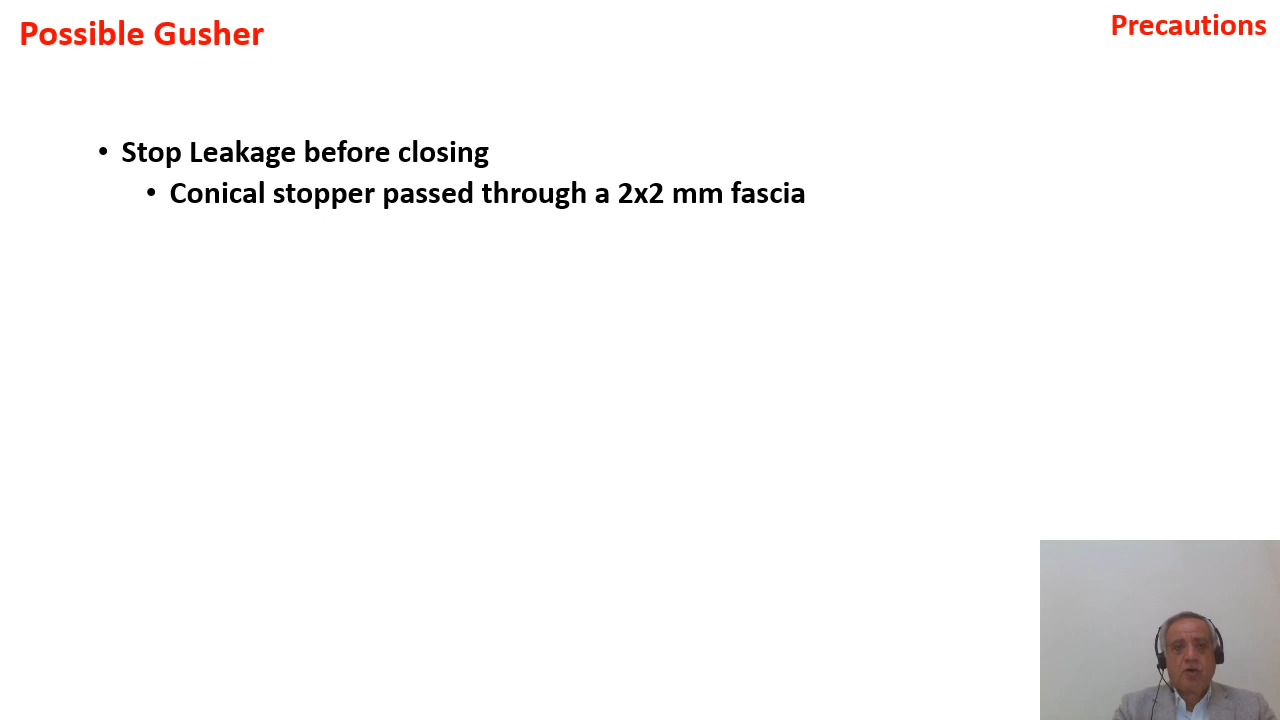 Possible Gusher
Precautions
• Stop Leakage before closing
• Conical stopper passed through a 2x2 mm fascia